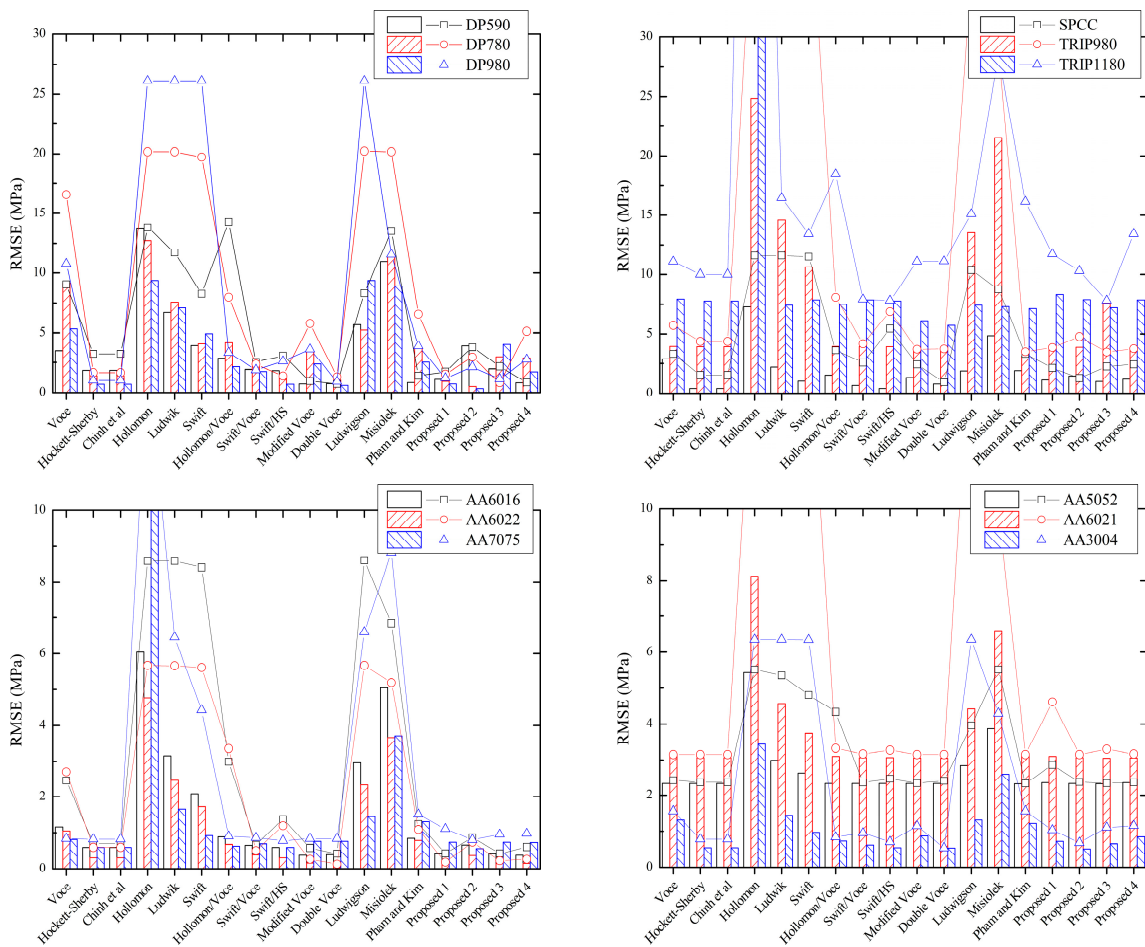 30
25
20
15
10
5
0
RMSE (MPa)
DP590
DP780
DP980
Voce
Hockett-Sherby
Chinh et al
Hollomon
Ludwik
Swift
Hollomon/Voce
Swift/Voce
Swift/HS
Modified Voce
Double Voce
Ludwigson
Misiolek
Pham and Kim
Proposed 1
Proposed 2
Proposed 3
Proposed 4
30
25
20
15
10
5
0
RMSE (MPa)
SPCC
TRIP980
TRIP1180
Voce
Hockett-Sherby
Chinh et al
Hollomon
Ludwik
Swift
Hollomon/Voce
Swift/Voce
Swift/HS
Modified Voce
Double Voce
Ludwigson
Misiolek
Pham and Kim
Proposed 1
Proposed 2
Proposed 3
Proposed 4
10
8
6
4
2
0
RMSE (MPa)
AA6016
AA6022
AA7075
Voce
Hockett-Sherby
Chinh et al
Hollomon
Ludwik
Swift
Hollomon/Voce
Swift/Voce
Swift/HS
Modified Voce
Double Voce
Ludwigson
Misiolek
Pham and Kim
Proposed 1
Proposed 2
Proposed 3
Proposed 4
10
8
6
4
2
0
RMSE (MPa)
AA5052
AA6021
AA3004
Voce
Hockett-Sherby
Chinh et al
Hollomon
Ludwik
Swift
Hollomon/Voce
Swift/Voce
Swift/HS
Modified Voce
Double Voce
Ludwigson
Misiolek
Pham and Kim
Proposed 1
Proposed 2
Proposed 3
Proposed 4